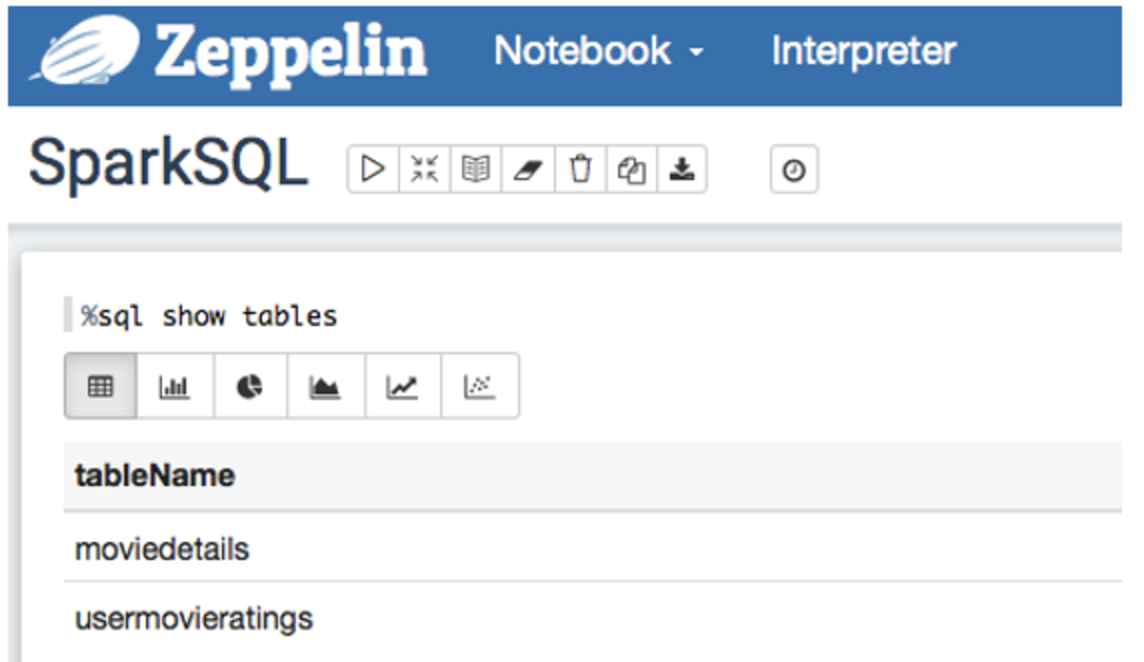 Zeppelin Notebook Interpreter
SparkSQL
%sql show tables
tableName
moviedetails
usermovieratings